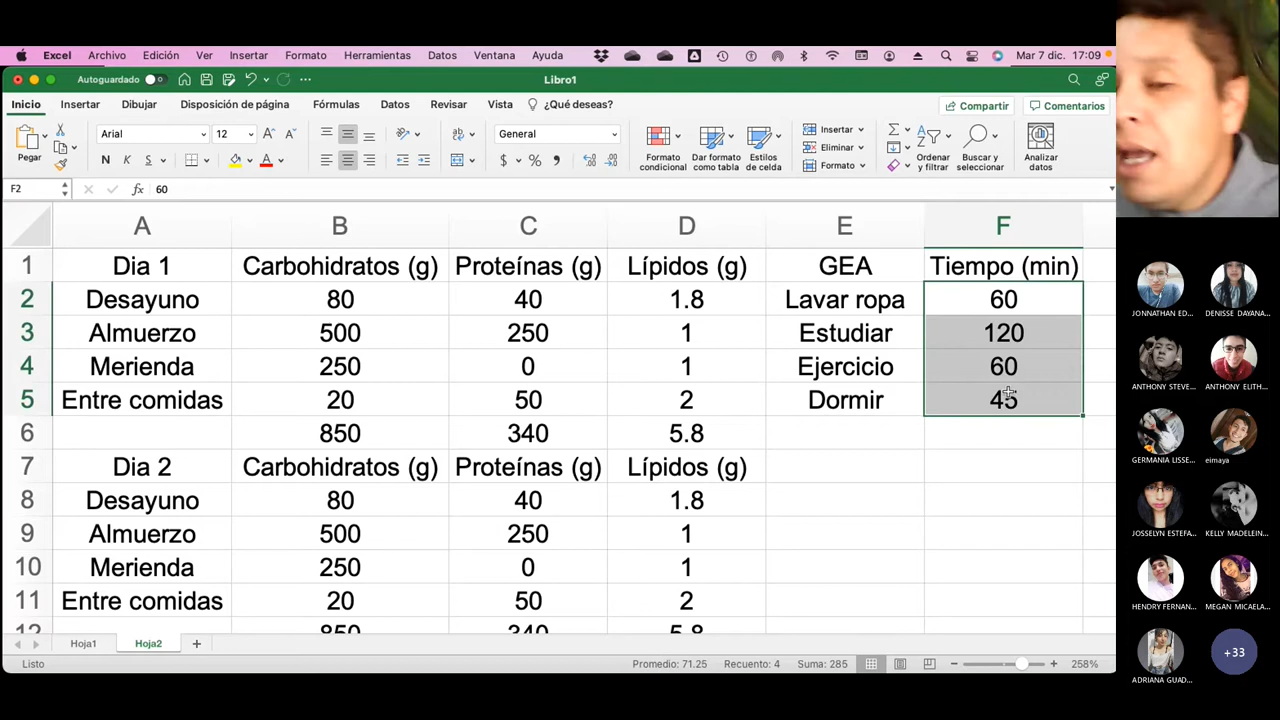 Excel Archivo Edición Ver Insertar Formato Herramientas Datos Ventana Ayuda Mar 7 dic. 17:09
Autoguardado Libro1
Inicio Insertar Dibujar Disposición de página Fórmulas Datos Revisar Vista ¿Qué deseas? Compartir Comentarios
Pegar Arial 12 N K S A General $ % Formato condicional Dar formato como tabla Estilos de celda Insertar Eliminar Formato Ordenar y filtrar Buscar y seleccionar Analizar datos
F2 fx 60
A B C D E F
1 Dia 1 Carbohidratos (g) Proteínas (g) Lípidos (g) GEA Tiempo (min)
2 Desayuno 80 40 1.8 Lavar ropa 60
3 Almuerzo 500 250 1 Estudiar 120
4 Merienda 250 0 1 Ejercicio 60
5 Entre comidas 20 50 2 Dormir 45
6 850 340 5.8
7 Dia 2 Carbohidratos (g) Proteínas (g) Lípidos (g)
8 Desayuno 80 40 1.8
9 Almuerzo 500 250 1
10 Merienda 250 0 1
11 Entre comidas 20 50 2
12 850 340 5.8
Hoja1 Hoja2
Listo Promedio: 71.25 Recuento: 4 Suma: 285 258%
JONNATHAN ED... DENISSE DAYANA...
ANTHONY STEVE... ANTHONY ELITH...
GERMANIA LISSE... eimaya
JOSSELYN ESTEFA... KELLY MADELEIN...
HENDRY FERNAN... MEGAN MICAELA...
+33
ADRIANA GUAD...